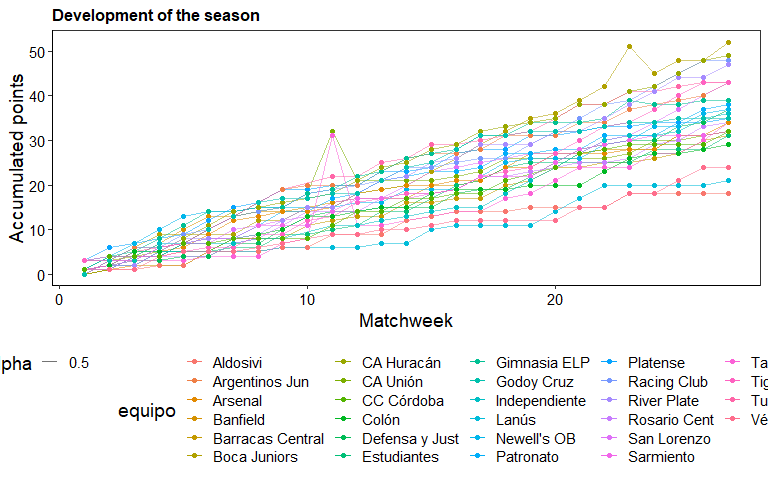 Development of the season
Accumulated points
50
40
30
20
10
0
0 10 20
Matchweek
pha 0.5
equipo
Aldosivi CA Huracán Gimnasia ELP Platense Ta
Argentinos Jun CA Unión Godoy Cruz Racing Club Tig
Arsenal CC Córdoba Independiente River Plate Tu
Banfield Colón Lanús Rosario Cent Vé
Barracas Central Defensa y Just Newell's OB San Lorenzo
Boca Juniors Estudiantes Patronato Sarmiento